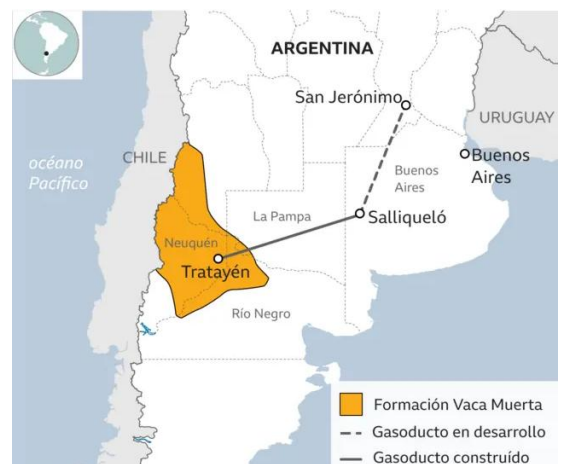 ARGENTINA
San Jerónimo
URUGUAY
CHILE
océano
Pacífico
Buenos
Aires
Buenos
Aires
La Pampa
Salliqueló
Neuquén
Tratayén
Río Negro
Formación Vaca Muerta
Gasoducto en desarrollo
Gasoducto construído